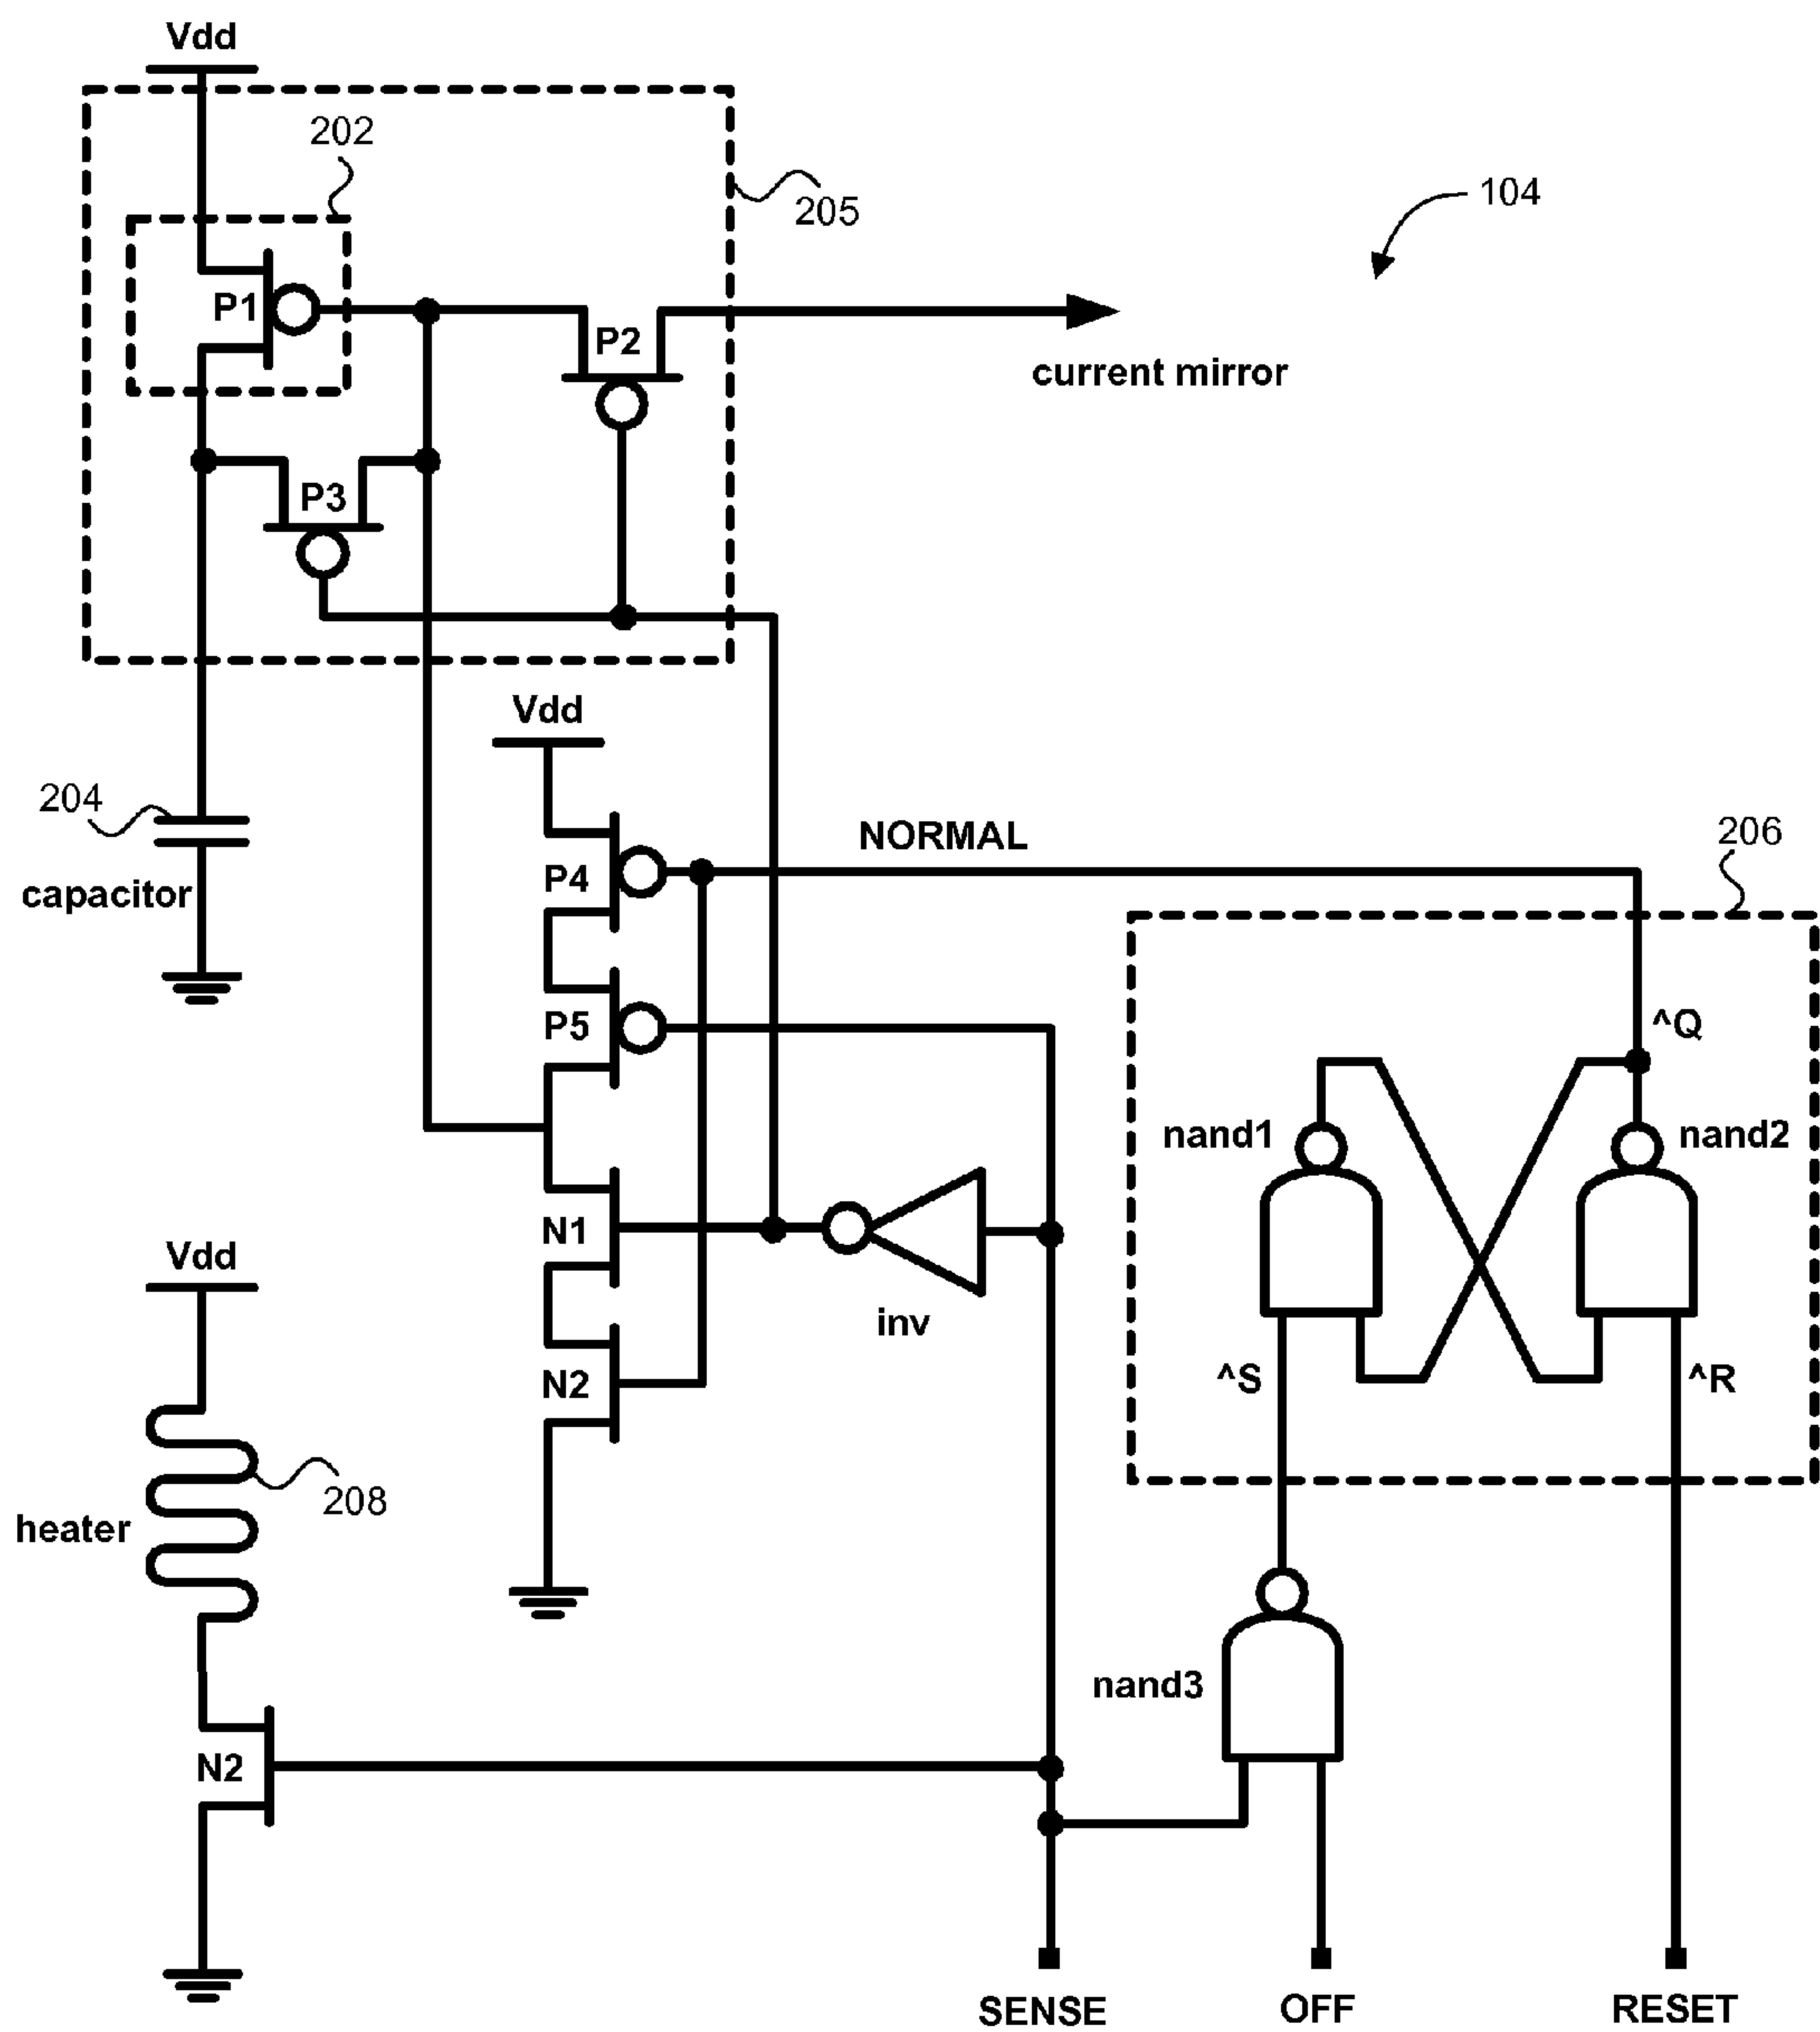 Vdd
202
205
104
P1
P2
current mirror
P3
Vdd
204
capacitor
NORMAL
206
P4
^Q
P5
nand1
nand2
N1
Vdd
inv
N2
^S
^R
208
heater
nand3
N2
SENSE
OFF
RESET